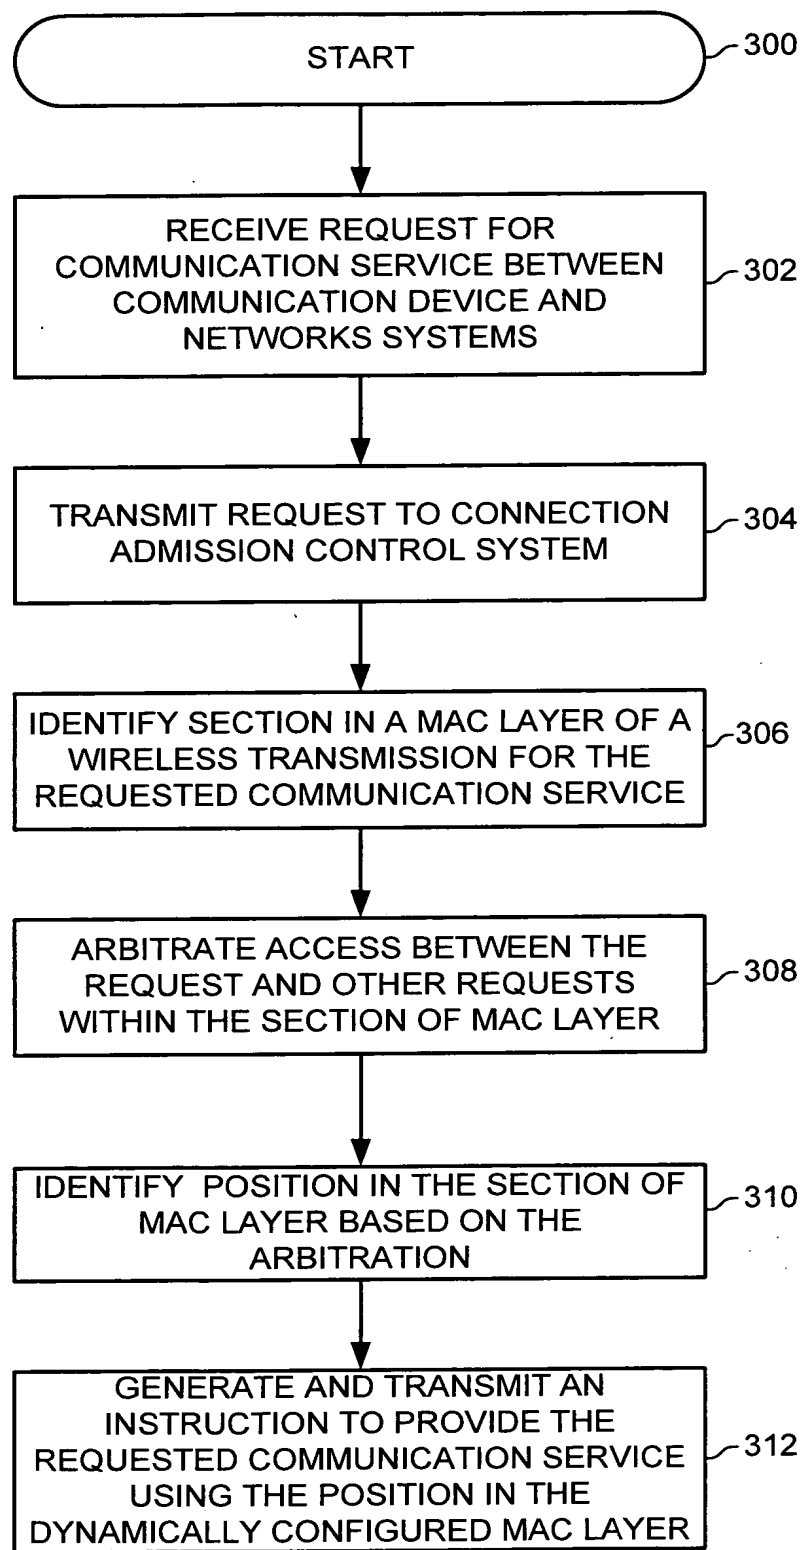 START
300
RECEIVE REQUEST FOR
COMMUNICATION SERVICE BETWEEN
COMMUNICATION DEVICE AND
NETWORKS SYSTEMS
302
TRANSMIT REQUEST TO CONNECTION
ADMISSION CONTROL SYSTEM
304
IDENTIFY SECTION IN A MAC LAYER OF A
WIRELESS TRANSMISSION FOR THE
REQUESTED COMMUNICATION SERVICE
306
ARBITRATE ACCESS BETWEEN THE
REQUEST AND OTHER REQUESTS
WITHIN THE SECTION OF MAC LAYER
308
IDENTIFY POSITION IN THE SECTION OF
MAC LAYER BASED ON THE
ARBITRATION
310
GENERATE AND TRANSMIT AN
INSTRUCTION TO PROVIDE THE
REQUESTED COMMUNICATION SERVICE
USING THE POSITION IN THE
DYNAMICALLY CONFIGURED MAC LAYER
312